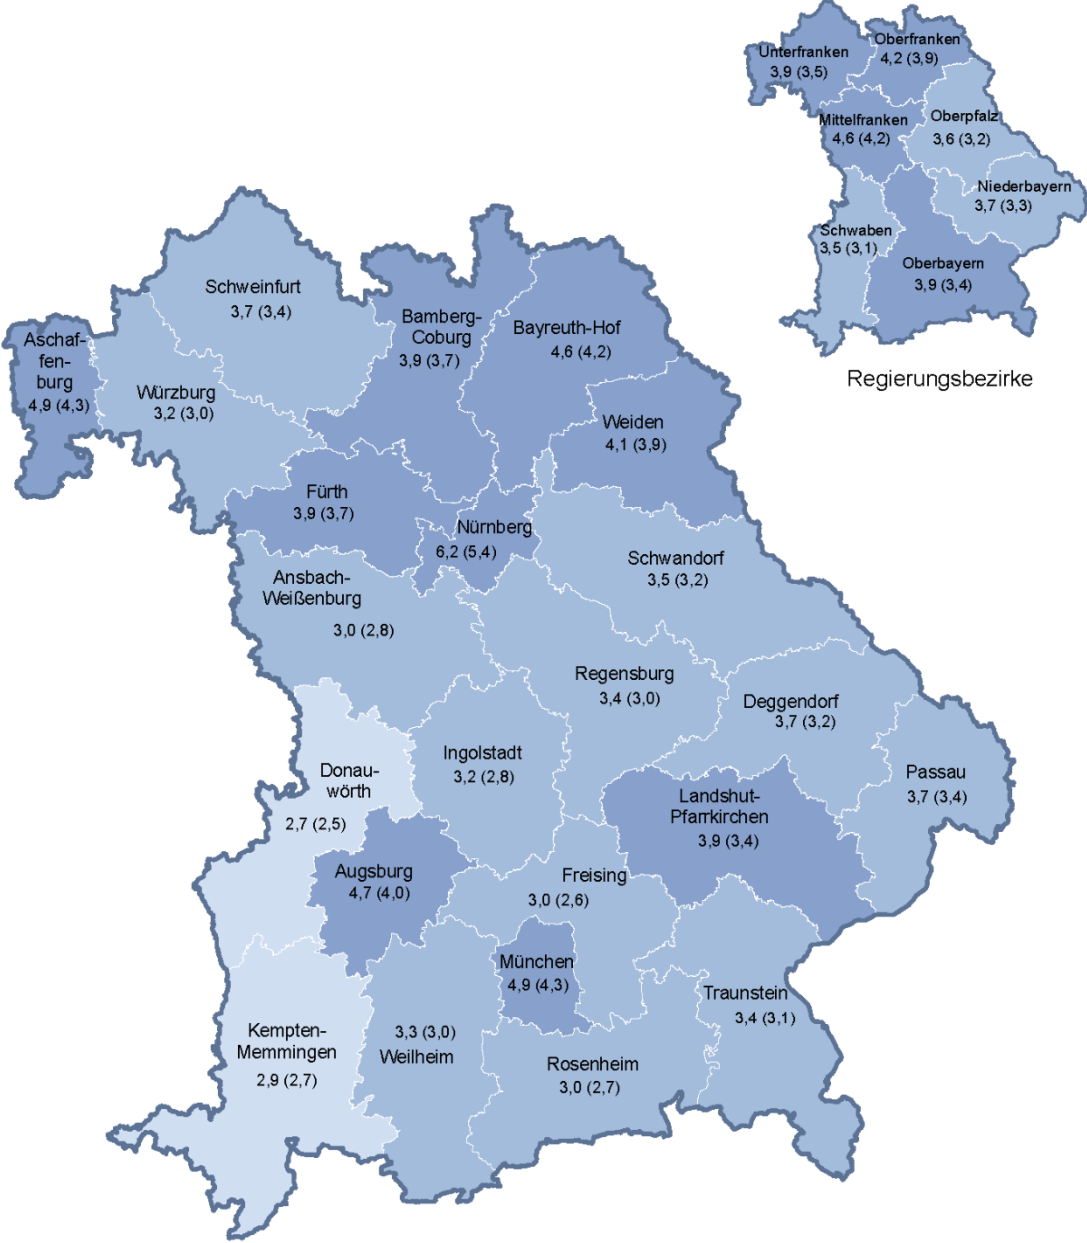 Unterfranken
3,9 (3,5)
Oberfranken
4,2 (3,9)
Mittelfranken
4,6 (4,2)
Oberpfalz
3,6 (3,2)
Niederbayern
3,7 (3,3)
Schwaben
3,5 (3,1)
Oberbayern
3,9 (3,4)
Regierungsbezirke
Schweinfurt
3,7 (3,4)
Bamberg-
Coburg
3,9 (3,7)
Bayreuth-Hof
4,6 (4,2)
Aschaf-
fen-
burg
4,9 (4,3)
Würzburg
3,2 (3,0)
Weiden
4,1 (3,9)
Fürth
3,9 (3,7)
Nürnberg
6,2 (5,4)
Schwandorf
3,5 (3,2)
Ansbach-
Weißenburg
3,0 (2,8)
Regensburg
3,4 (3,0)
Deggendorf
3,7 (3,2)
Ingolstadt
3,2 (2,8)
Donau-
wörth
2,7 (2,5)
Passau
3,7 (3,4)
Landshut-
Pfarrkirchen
3,9 (3,4)
Augsburg
4,7 (4,0)
Freising
3,0 (2,6)
München
4,9 (4,3)
Traunstein
3,4 (3,1)
Kempten-
Memmingen
2,9 (2,7)
3,3 (3,0)
Weilheim
Rosenheim
3,0 (2,7)